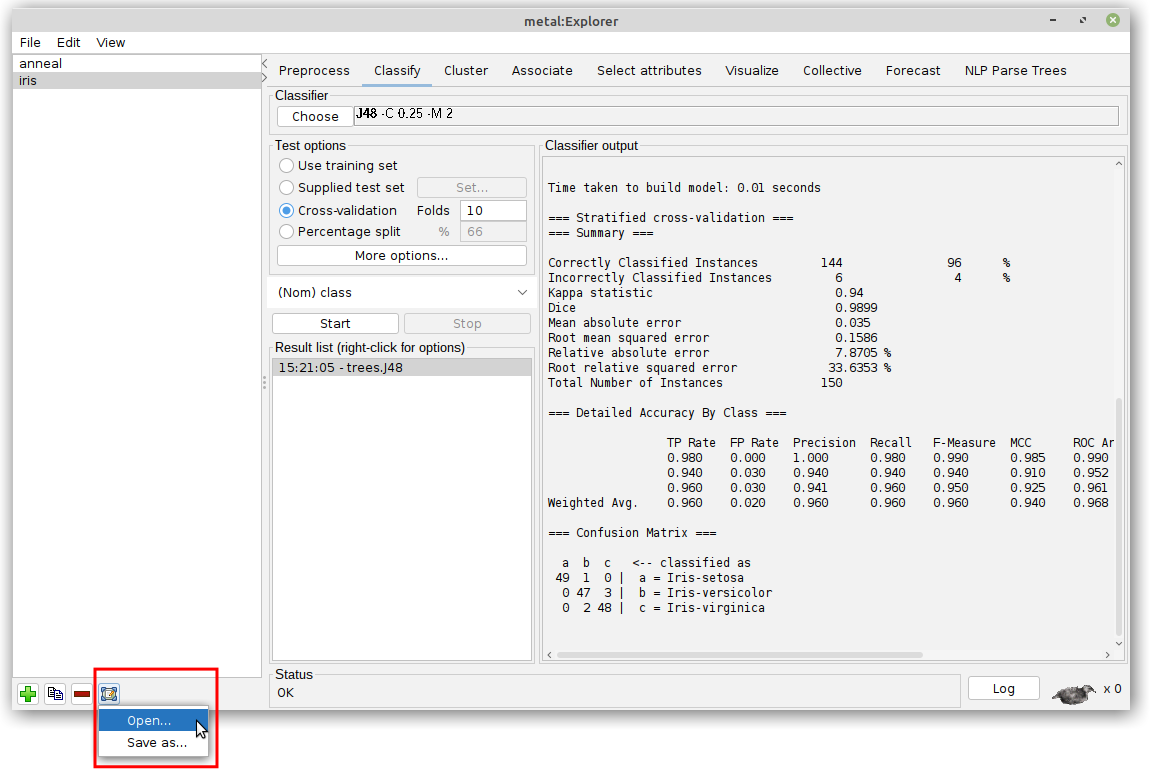 metal:Explorer
File Edit View
anneal
iris
Preprocess Classify Cluster Associate Select attributes Visualize Collective Forecast NLP Parse Trees
Classifier
Choose J48 -C 0.25 -M 2
Test options
Use training set
Supplied test set Set...
Cross-validation Folds 10
Percentage split % 66
More options...
(Nom) class
Start Stop
Result list (right-click for options)
15:21:05 - trees.J48
Classifier output
Time taken to build model: 0.01 seconds
=== Stratified cross-validation ===
=== Summary ===
Correctly Classified Instances 144 96 %
Incorrectly Classified Instances 6 4 %
Kappa statistic 0.94
Dice 0.9899
Mean absolute error 0.035
Root mean squared error 0.1586
Relative absolute error 7.8705 %
Root relative squared error 33.6353 %
Total Number of Instances 150
=== Detailed Accuracy By Class ===
TP Rate FP Rate Precision Recall F-Measure MCC ROC Ar
0.980 0.000 1.000 0.980 0.990 0.985 0.990
0.940 0.030 0.940 0.940 0.940 0.910 0.952
0.960 0.030 0.941 0.960 0.950 0.925 0.961
Weighted Avg. 0.960 0.020 0.960 0.960 0.960 0.940 0.968
=== Confusion Matrix ===
a b c <-- classified as
49 1 0 | a = Iris-setosa
0 47 3 | b = Iris-versicolor
0 2 48 | c = Iris-virginica
Status
OK
Log
x 0
Open...
Save as...